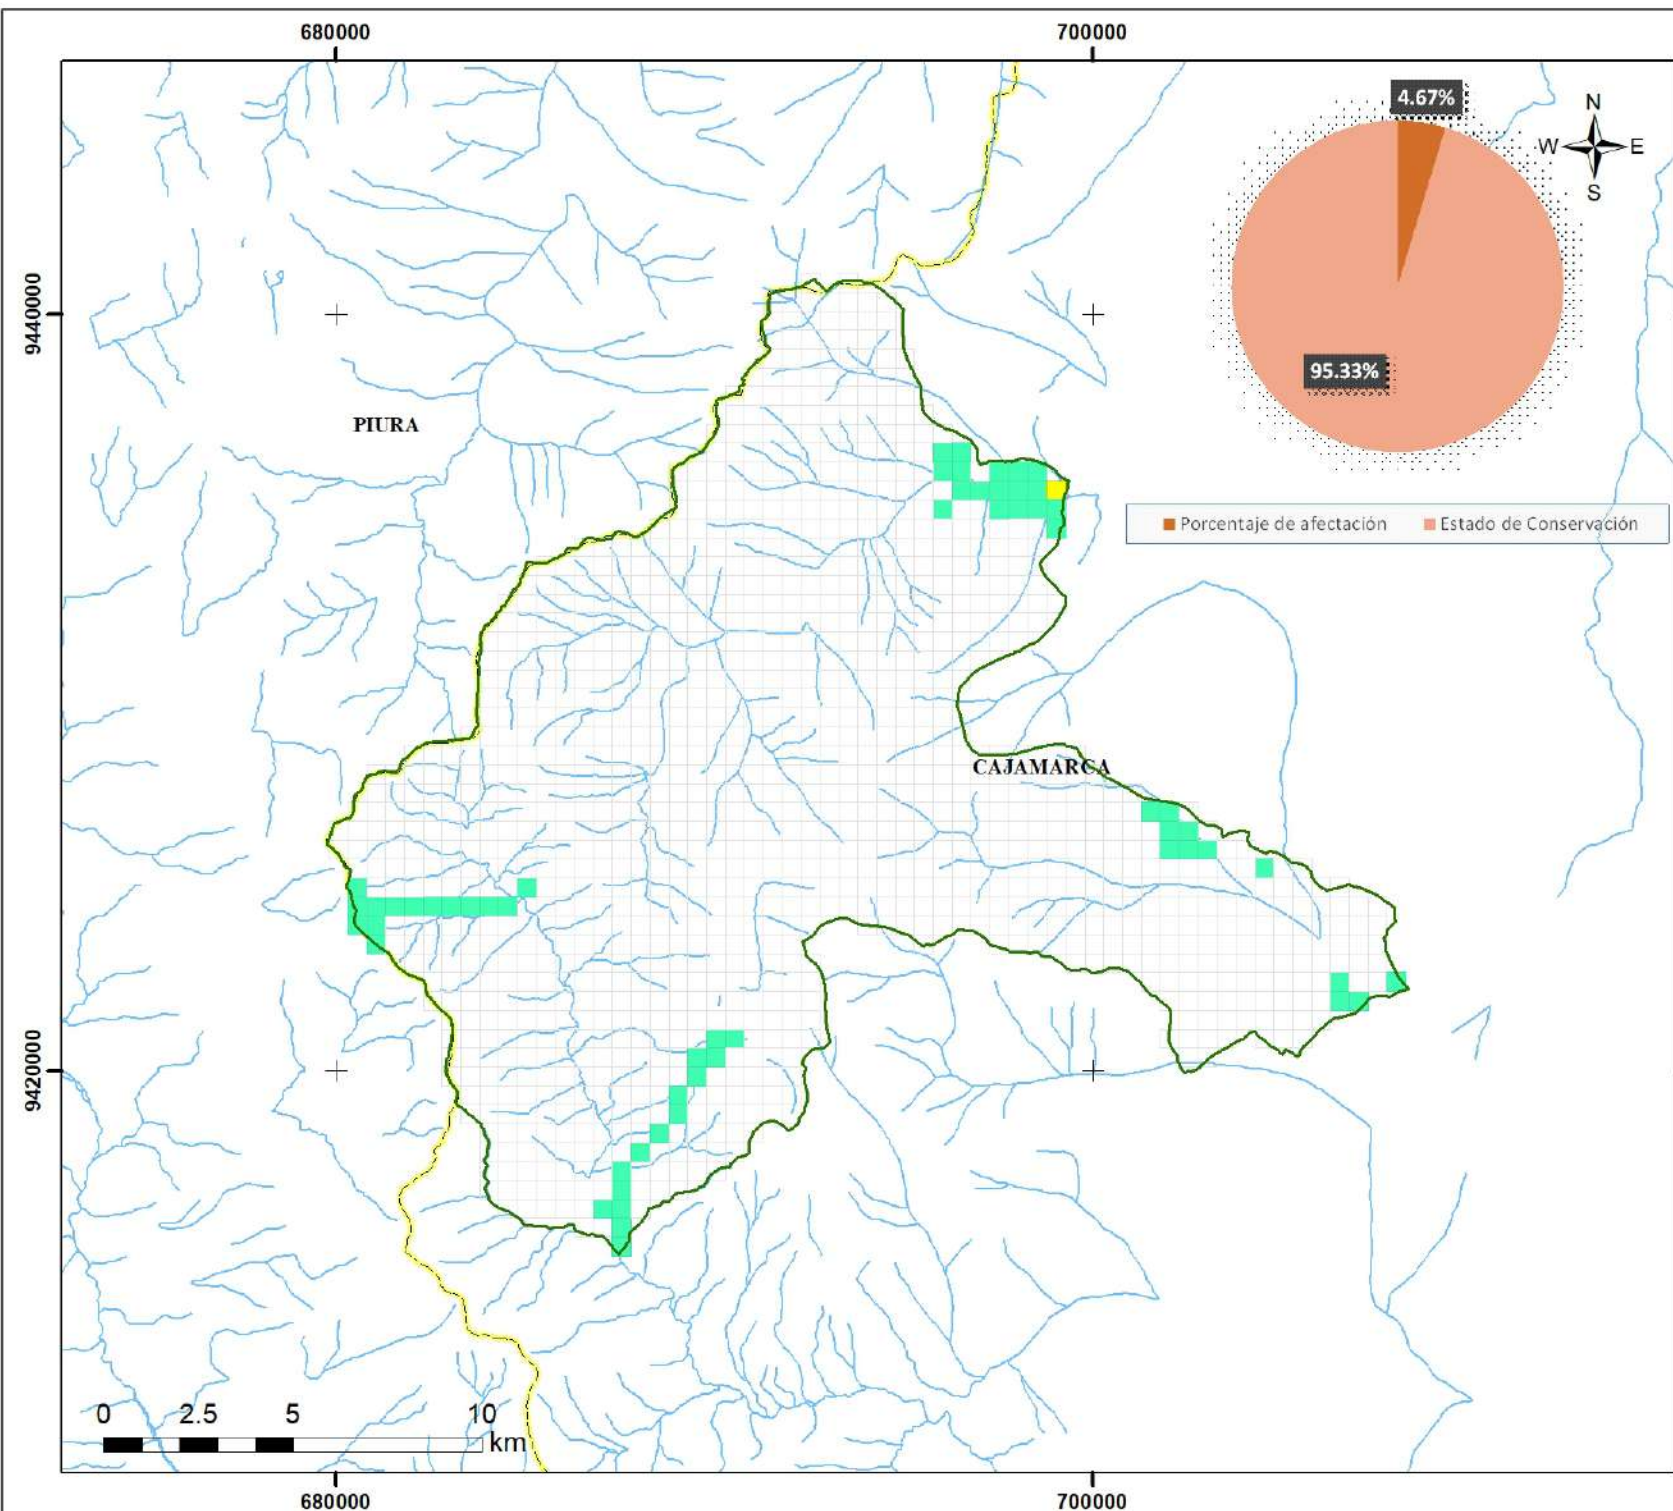 680000 700000
4.67%
N
W E
S
9440000
95.33%
PIURA
Porcentaje de afectación Estado de Conservación
CAJAMARCA
9420000
0 2.5 5 10
km
680000 700000